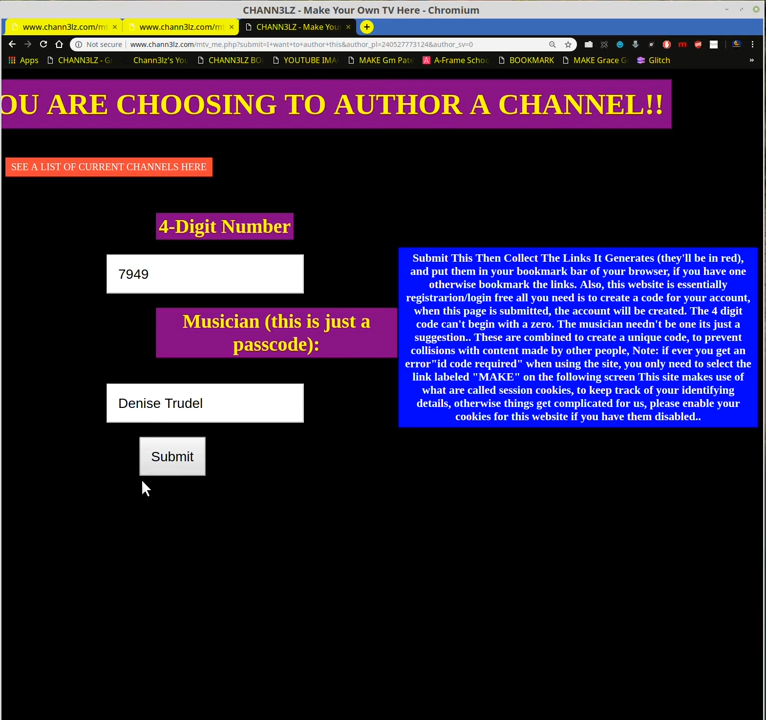 CHANN3LZ - Make Your Own TV Here - Chromium
www.chann3lz.com/mt
www.chann3lz.com/mt
CHANN3LZ - Make Your
Not secure
www.chann3lz.com/mtv_me.php?submit=I+want+to+author+this&author_pl=240527773124&author_sv=0
Apps
CHANN3LZ - G
Chann3lz's You
CHANN3LZ BO
YOUTUBE IMA
MAKE Gm Pate
A-Frame Schoo
BOOKMARK
MAKE Grace G
Glitch
»
OU ARE CHOOSING TO AUTHOR A CHANNEL!!
SEE A LIST OF CURRENT CHANNELS HERE
4-Digit Number
7949
Musician (this is just a
passcode):
Denise Trudel
Submit
Submit This Then Collect The Links It Generates (they'll be in red),
and put them in your bookmark bar of your browser, if you have one
otherwise bookmark the links. Also, this website is essentially
registrarion/login free all you need is to create a code for your account,
when this page is submitted, the account will be created. The 4 digit
code can't begin with a zero. The musician needn't be one its just a
suggestion.. These are combined to create a unique code, to prevent
collisions with content made by other people, Note: if ever you get an
error"id code required" when using the site, you only need to select the
link labeled "MAKE" on the following screen This site makes use of
what are called session cookies, to keep track of your identifying
details, otherwise things get complicated for us, please enable your
cookies for this website if you have them disabled..